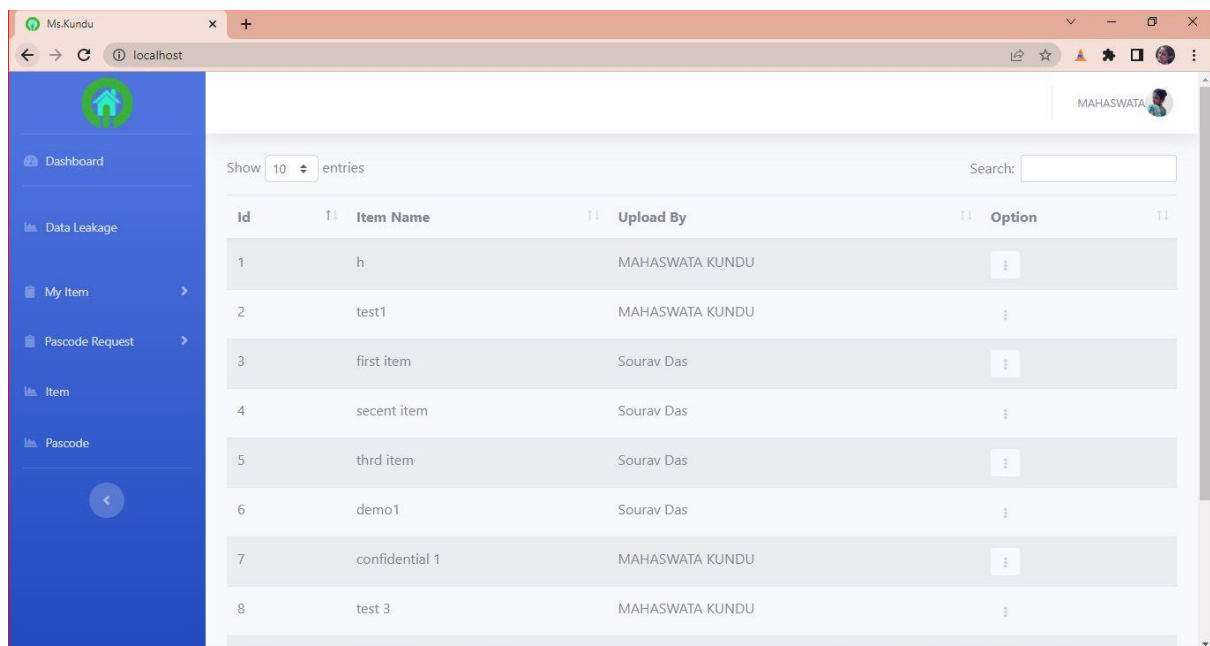 Ms.Kundu
localhost
MAHASWATA
Dashboard
Data Leakage
My Item
Pascode Request
Item
Pascode
Show 10 entries
Search:
Id Item Name Upload By Option
1 h MAHASWATA KUNDU
2 test1 MAHASWATA KUNDU
3 first item Sourav Das
4 secent item Sourav Das
5 thrd item Sourav Das
6 demo1 Sourav Das
7 confidential 1 MAHASWATA KUNDU
8 test 3 MAHASWATA KUNDU